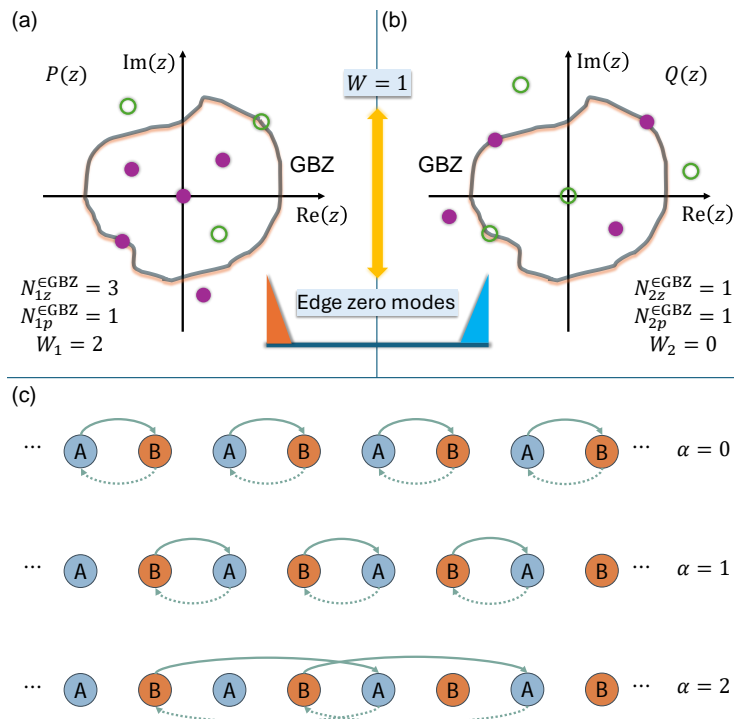 (a)
P(z)
Im(z)
GBZ
Re(z)
N_{1z}^{∈GBZ} = 3
N_{1p}^{∈GBZ} = 1
W_1 = 2
W = 1
Edge zero modes
(b)
Im(z)
Q(z)
GBZ
Re(z)
N_{2z}^{∈GBZ} = 1
N_{2p}^{∈GBZ} = 1
W_2 = 0
(c)
··· A B A B A B A B ··· α = 0
··· A B A B A B A B ··· α = 1
··· A B A B A B A B ··· α = 2